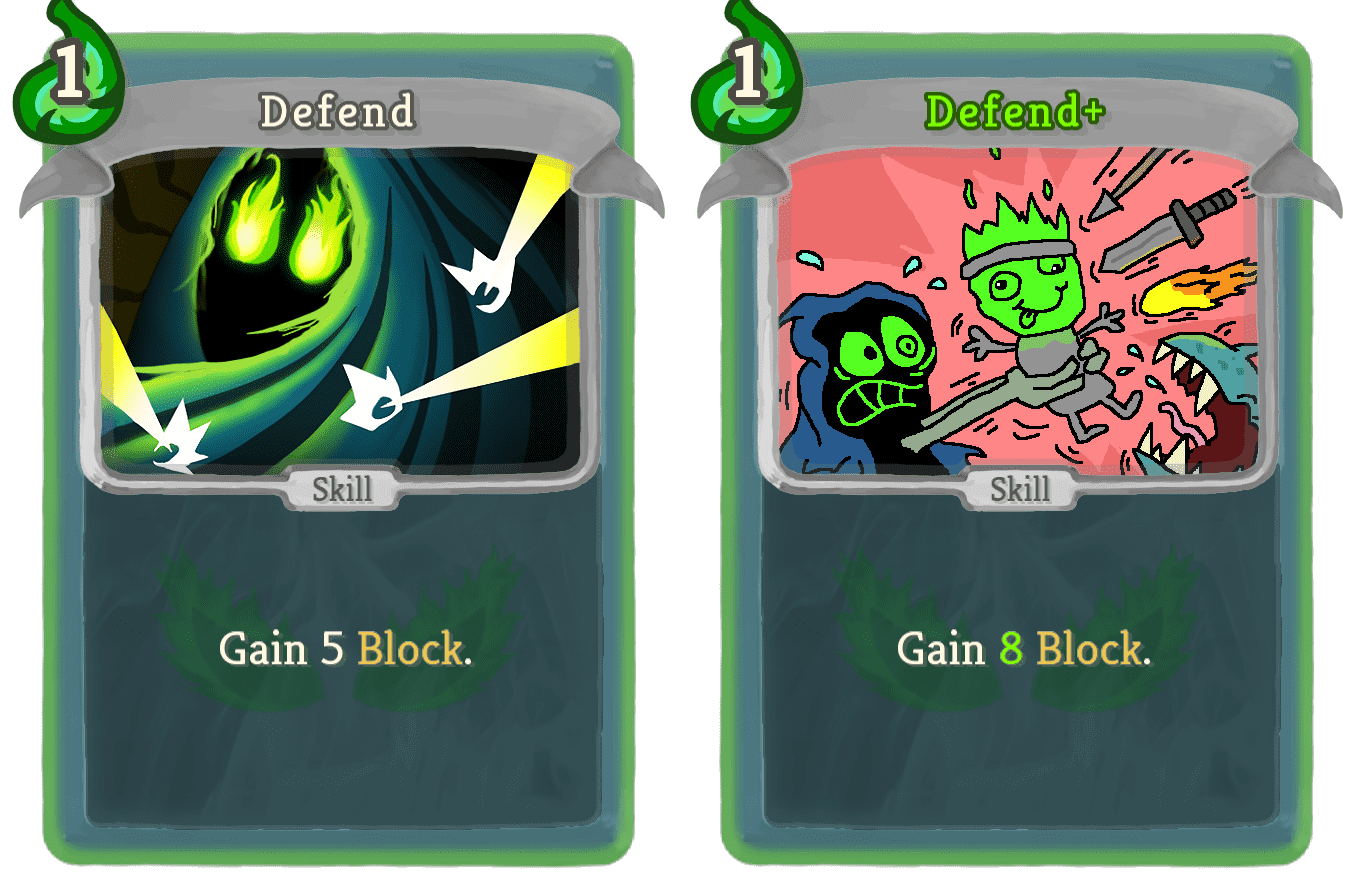 1
Defend
Skill
Gain 5 Block.
1
Defend+
Skill
Gain 8 Block.